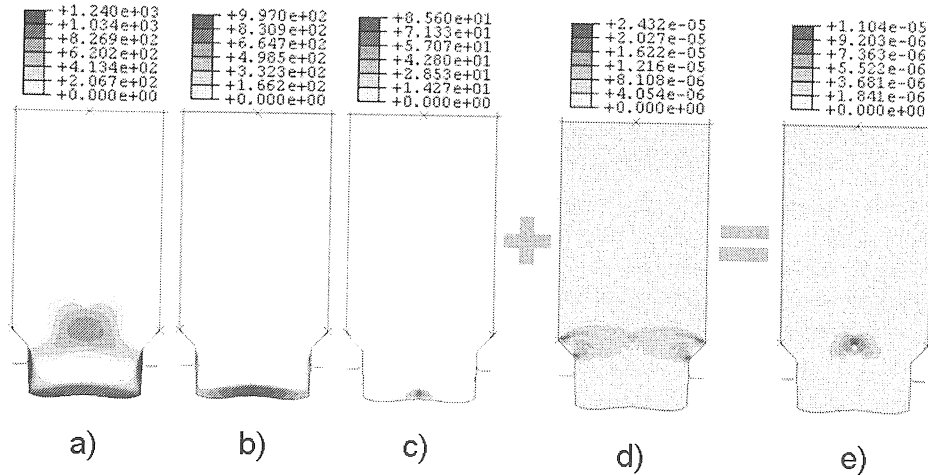 +1.240e+03
+1.034e+03
+8.269e+02
+6.202e+02
+4.134e+02
+2.067e+02
+0.000e+00
+9.970e+02
+8.309e+02
+6.647e+02
+4.985e+02
+3.323e+02
+1.662e+02
+0.000e+00
+8.560e+01
+7.133e+01
+5.707e+01
+4.280e+01
+2.853e+01
+1.427e+01
+0.000e+00
+2.432e-05
+2.027e-05
+1.622e-05
+1.216e-05
+8.108e-06
+4.054e-06
+0.000e+00
+1.104e-05
+9.203e-06
+7.363e-06
+5.522e-06
+3.681e-06
+1.841e-06
+0.000e+00
+
=
a)
b)
c)
d)
e)